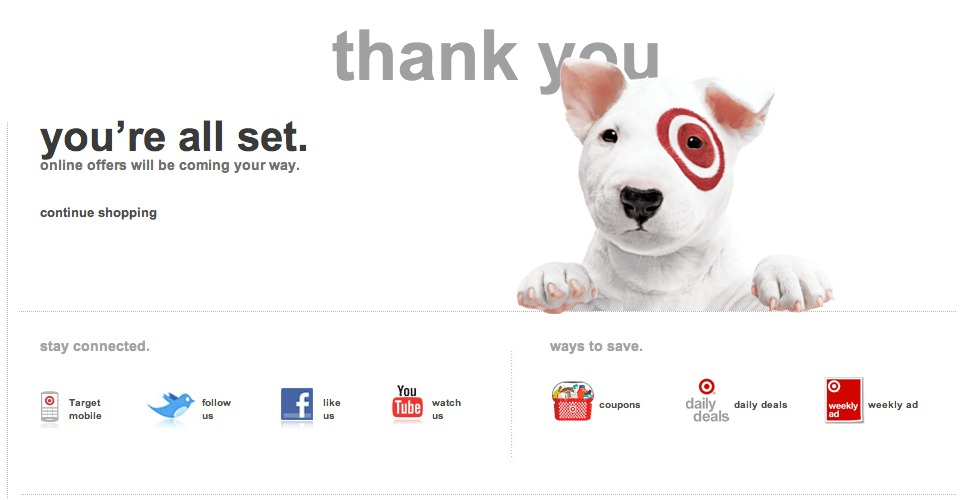 thank you
you’re all set.
online offers will be coming your way.
continue shopping
stay connected.
Target
mobile
follow
us
f
like
us
You
Tube
watch
us
ways to save.
coupons
daily
deals
daily deals
weekly
ad
weekly ad